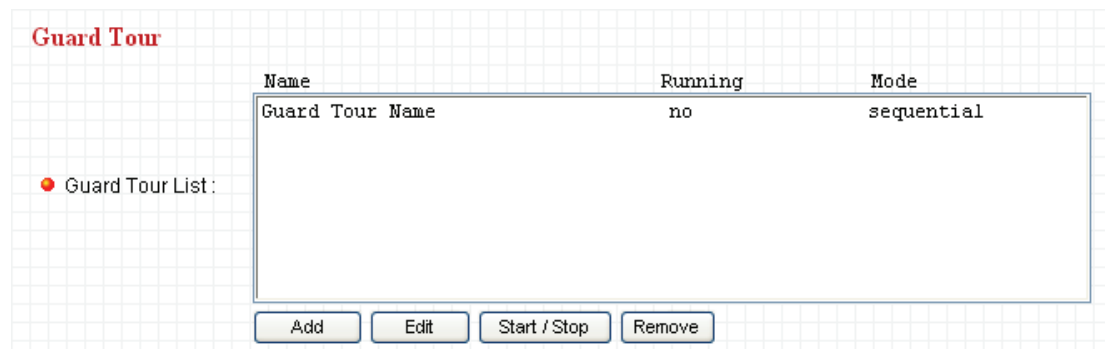 Guard Tour
Name Running Mode
Guard Tour Name no sequential
Guard Tour List :
Add Edit Start / Stop Remove